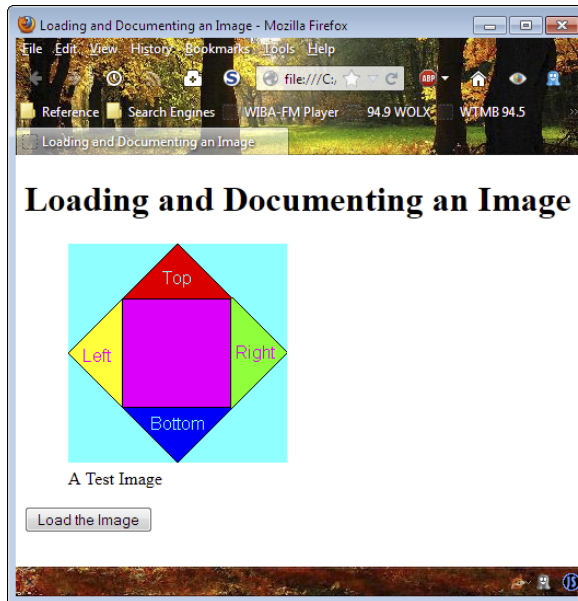 Loading and Documenting an Image - Mozilla Firefox
File Edit View History Bookmarks Tools Help
S file:///C:/ ABP
Reference Search Engines WIBA-FM Player 94.9 WOLX WTMB 94.5
Loading and Documenting an Image
Loading and Documenting an Image
Top
Left Right
Bottom
A Test Image
Load the Image
JS